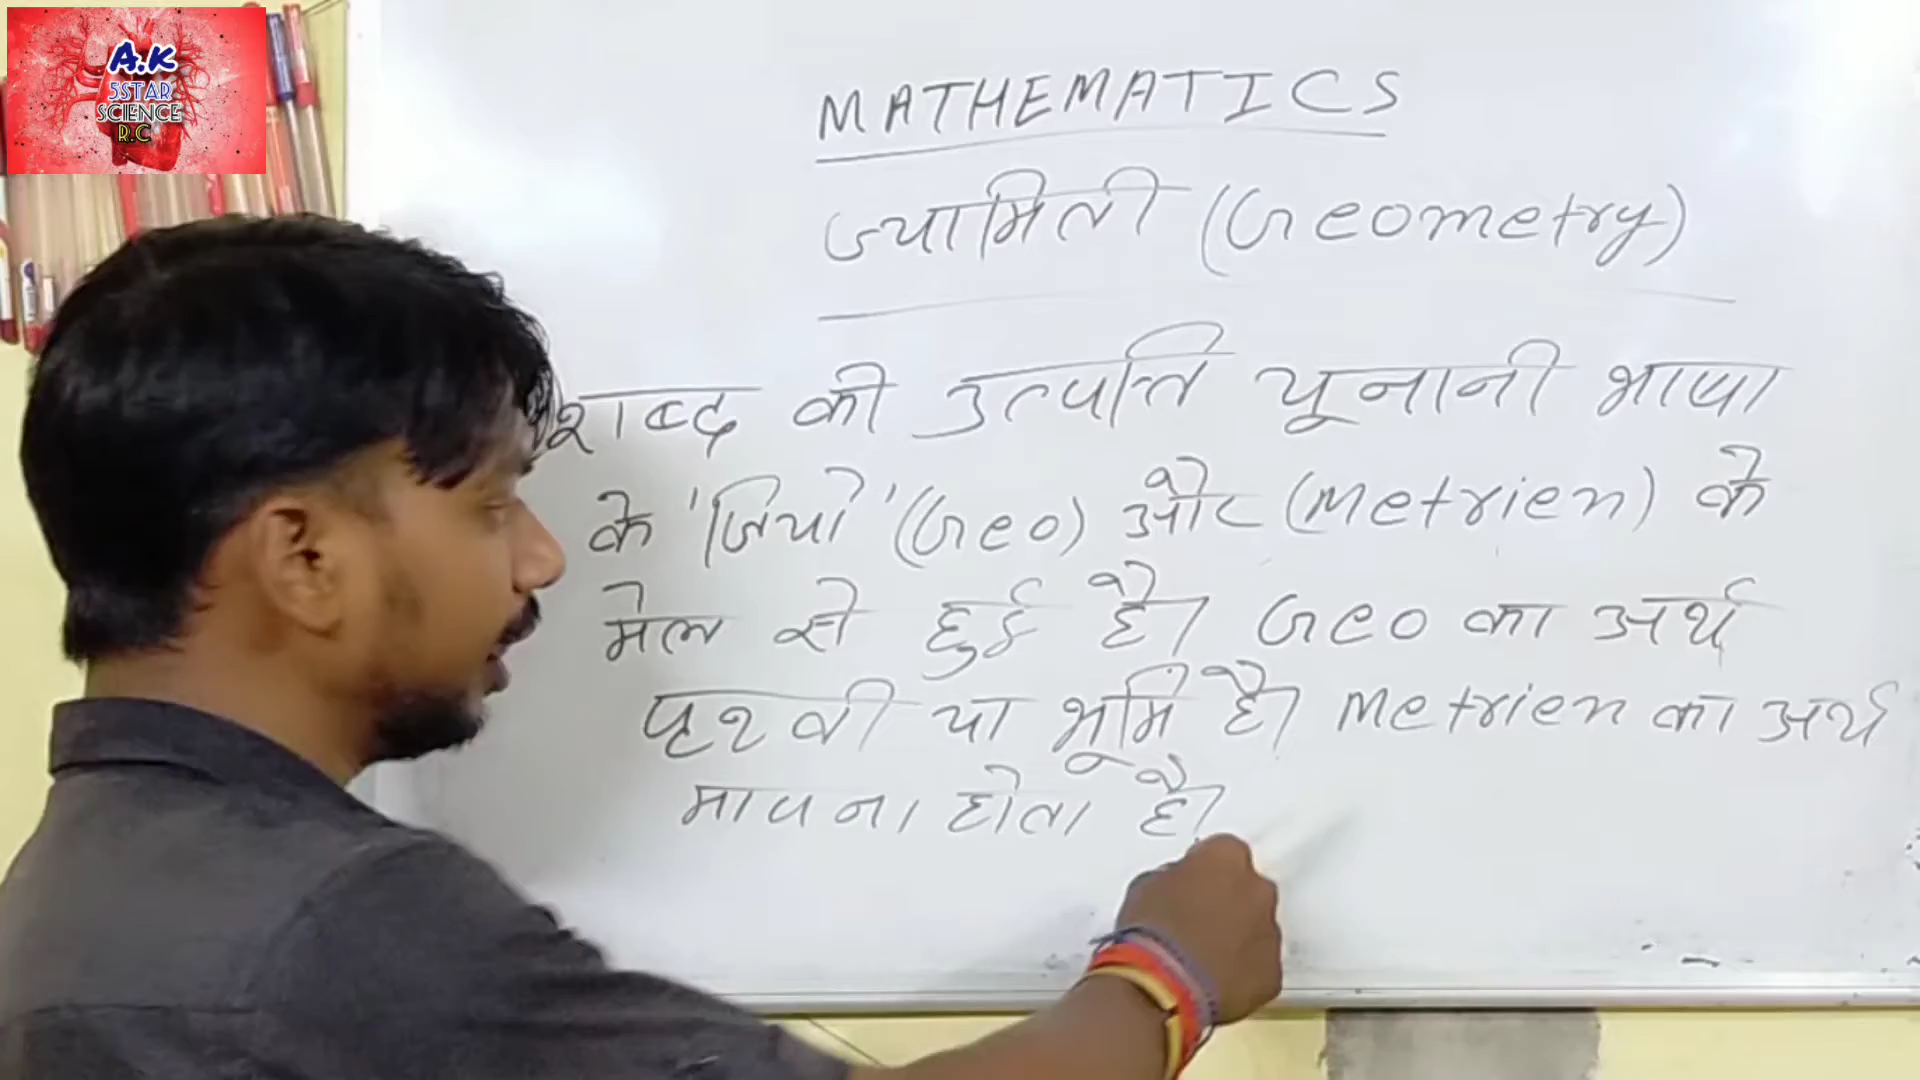 A.K
5STAR
SCIENCE
R.C
MATHEMATICS
ज्यामिती (Geometry)
शब्द की उत्पत्ति यूनानी भाषा
के 'जियो' (Geo) और (Metrien) के
मेल से हुई है। Geo का अर्थ
पृथ्वी या भूमि है। Metrien का अर्थ
मापना होता है।